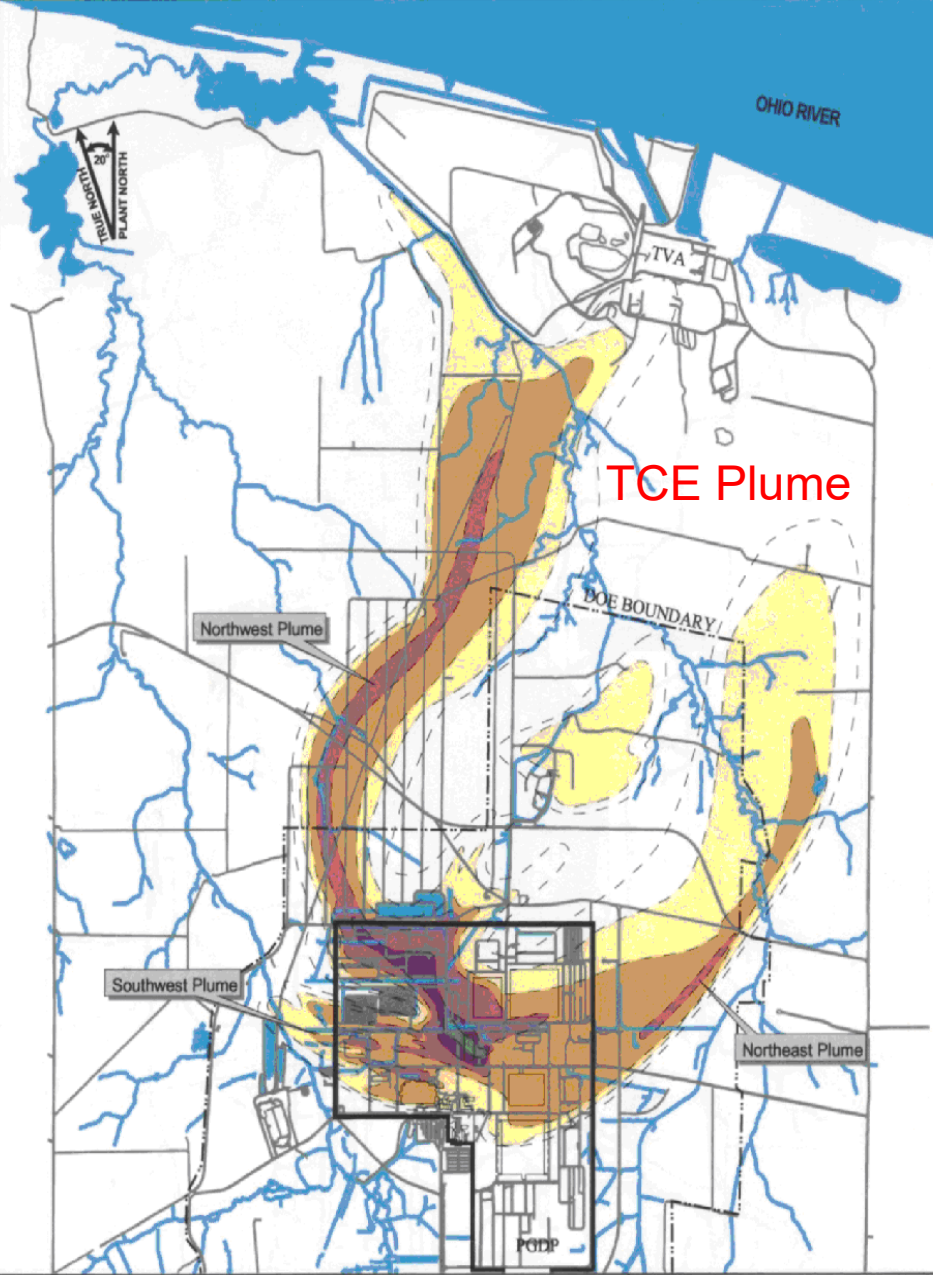 OHIO RIVER
20°
TRUE NORTH
PLANT NORTH
TVA
TCE Plume
DOE BOUNDARY
Northwest Plume
Southwest Plume
Northeast Plume
PGDP